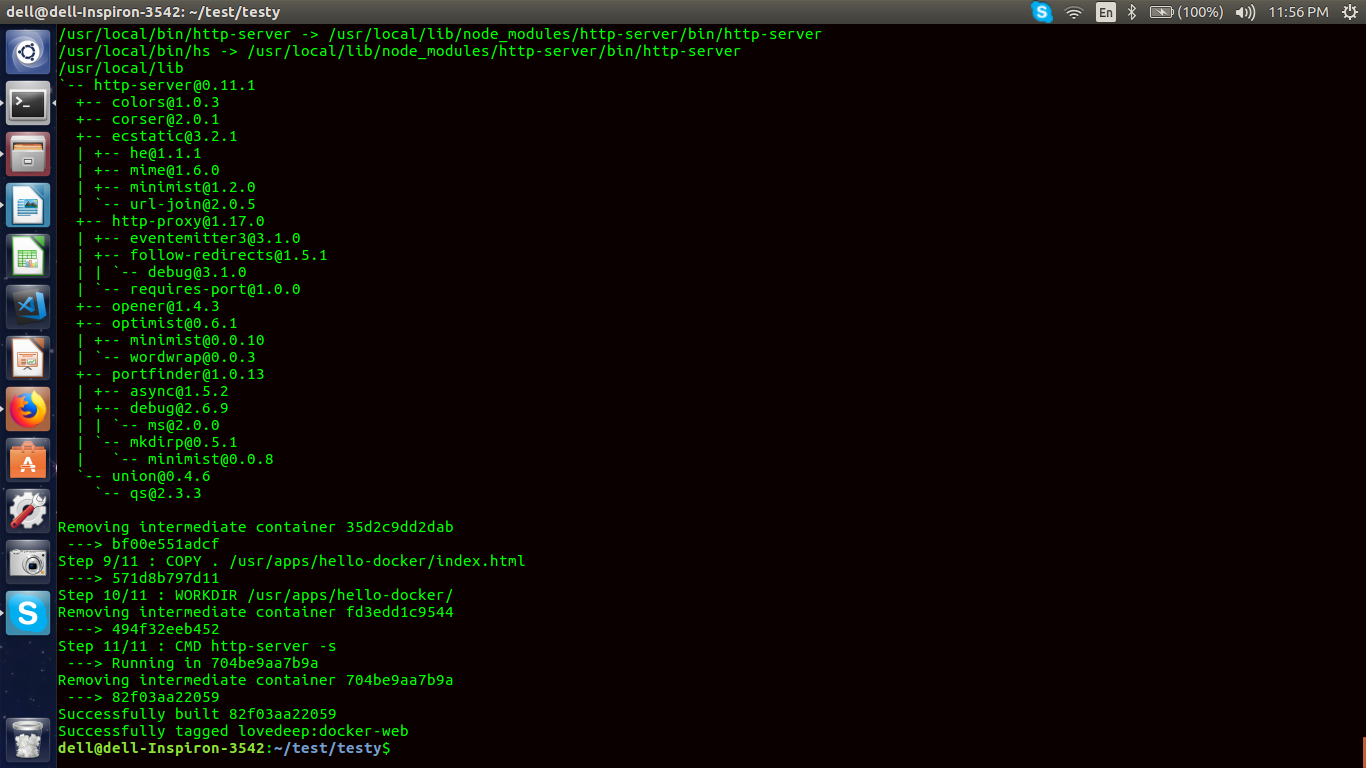 dell@dell-Inspiron-3542: ~/test/testy
En
(100%)
11:56 PM
/usr/local/bin/http-server -> /usr/local/lib/node_modules/http-server/bin/http-server
/usr/local/bin/hs -> /usr/local/lib/node_modules/http-server/bin/http-server
/usr/local/lib
`-- http-server@0.11.1
  +-- colors@1.0.3
  +-- corser@2.0.1
  +-- ecstatic@3.2.1
  | +-- he@1.1.1
  | +-- mime@1.6.0
  | +-- minimist@1.2.0
  | `-- url-join@2.0.5
  +-- http-proxy@1.17.0
  | +-- eventemitter3@3.1.0
  | +-- follow-redirects@1.5.1
  | | `-- debug@3.1.0
  | `-- requires-port@1.0.0
  +-- opener@1.4.3
  +-- optimist@0.6.1
  | +-- minimist@0.0.10
  | `-- wordwrap@0.0.3
  +-- portfinder@1.0.13
  | +-- async@1.5.2
  | +-- debug@2.6.9
  | | `-- ms@2.0.0
  | `-- mkdirp@0.5.1
  |   `-- minimist@0.0.8
  `-- union@0.4.6
    `-- qs@2.3.3
Removing intermediate container 35d2c9dd2dab
 ---> bf00e551adcf
Step 9/11 : COPY . /usr/apps/hello-docker/index.html
 ---> 571d8b797d11
Step 10/11 : WORKDIR /usr/apps/hello-docker/
Removing intermediate container fd3edd1c9544
 ---> 494f32eeb452
Step 11/11 : CMD http-server -s
 ---> Running in 704be9aa7b9a
Removing intermediate container 704be9aa7b9a
 ---> 82f03aa22059
Successfully built 82f03aa22059
Successfully tagged lovedeep:docker-web
dell@dell-Inspiron-3542:~/test/testy$